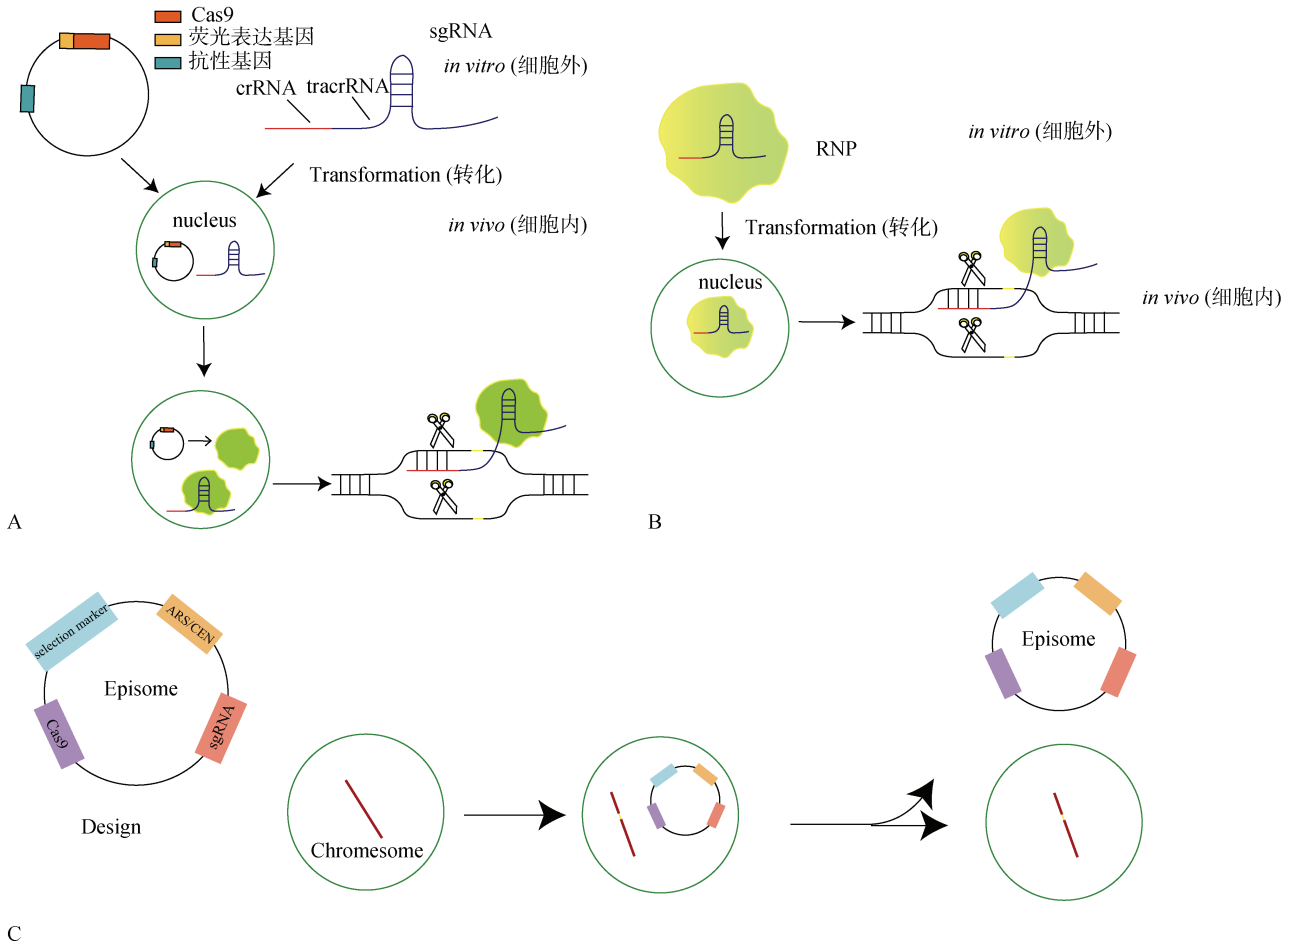 Cas9
荧光表达基因
抗性基因
sgRNA
in vitro (细胞外)
crRNA
tracrRNA
Transformation (转化)
nucleus
in vivo (细胞内)
A
RNP
in vitro (细胞外)
Transformation (转化)
nucleus
in vivo (细胞内)
B
selection marker
ARS/CEN
Episome
Cas9
sgRNA
Design
Chromesome
Episome
C